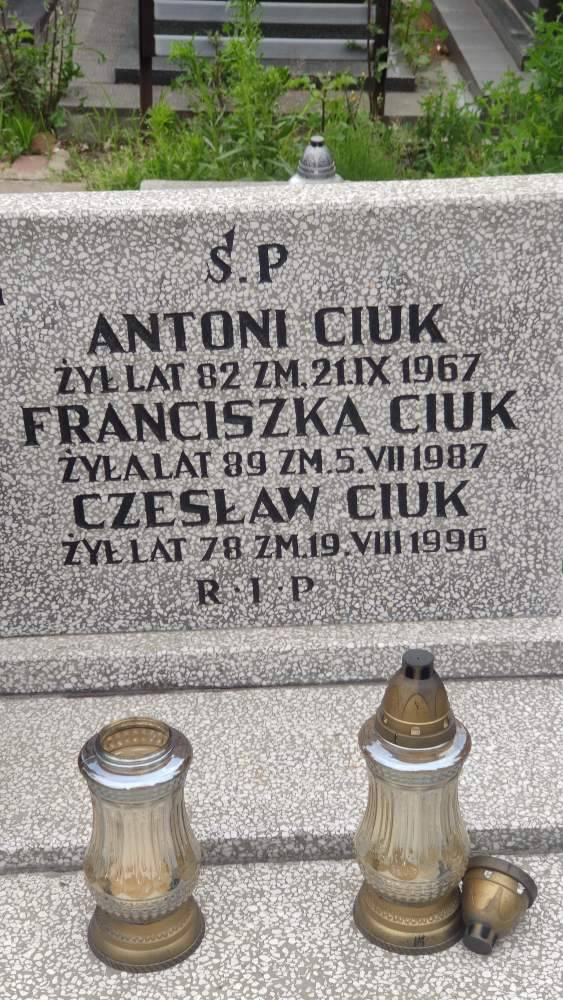 Ś.P
ANTONI CIUK
ŻYŁ LAT 82 ZM.21.IX 1967
FRANCISZKA CIUK
ŻYŁA LAT 89 ZM.5.VII 1987
CZESŁAW CIUK
ŻYŁ LAT 78 ZM.19.VIII 1996
R·I·P